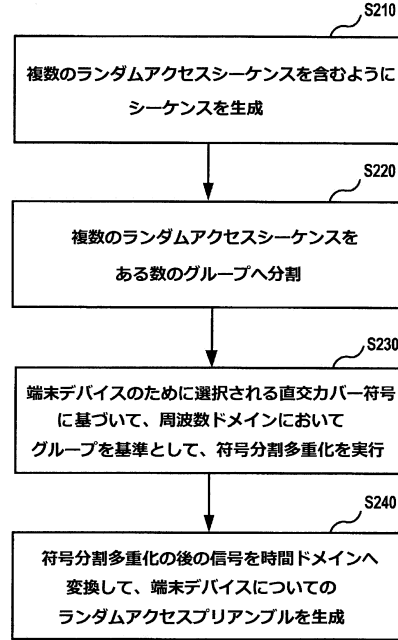 S210
複数のランダムアクセスシーケンスを含むように
シーケンスを生成
S220
複数のランダムアクセスシーケンスを
ある数のグループへ分割
S230
端末デバイスのために選択される直交カバー符号
に基づいて、周波数ドメインにおいて
グループを基準として、符号分割多重化を実行
S240
符号分割多重化の後の信号を時間ドメインへ
変換して、端末デバイスについての
ランダムアクセスプリアンブルを生成